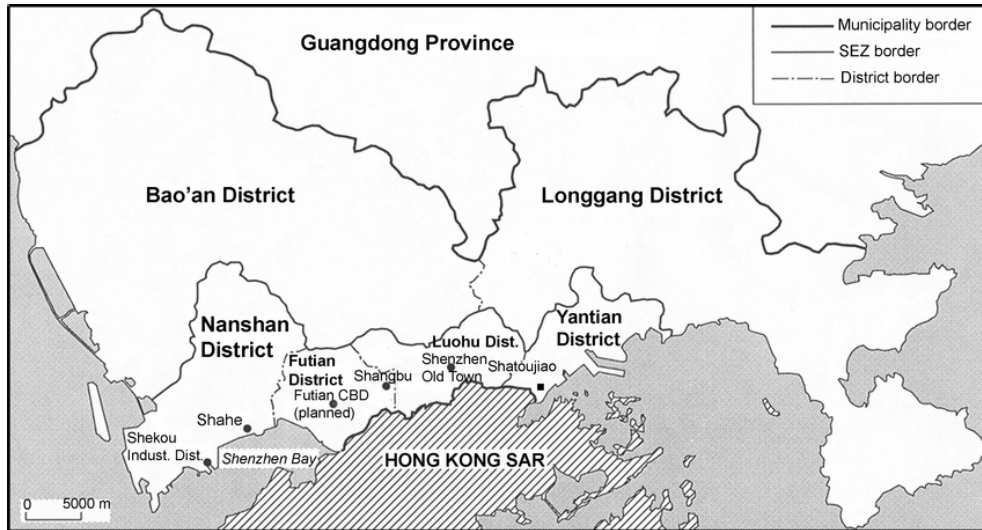 Guangdong Province
Municipality border
SEZ border
District border
Bao'an District
Longgang District
Nanshan
District
Futian
District
Futian CBD
(planned)
Shangbu
Luohu Dist.
Shenzhen
Old Town
Yantian
District
Shatoujiao
Shahe
Shekou
Indust. Dist.
Shenzhen Bay
HONG KONG SAR
0 5000 m